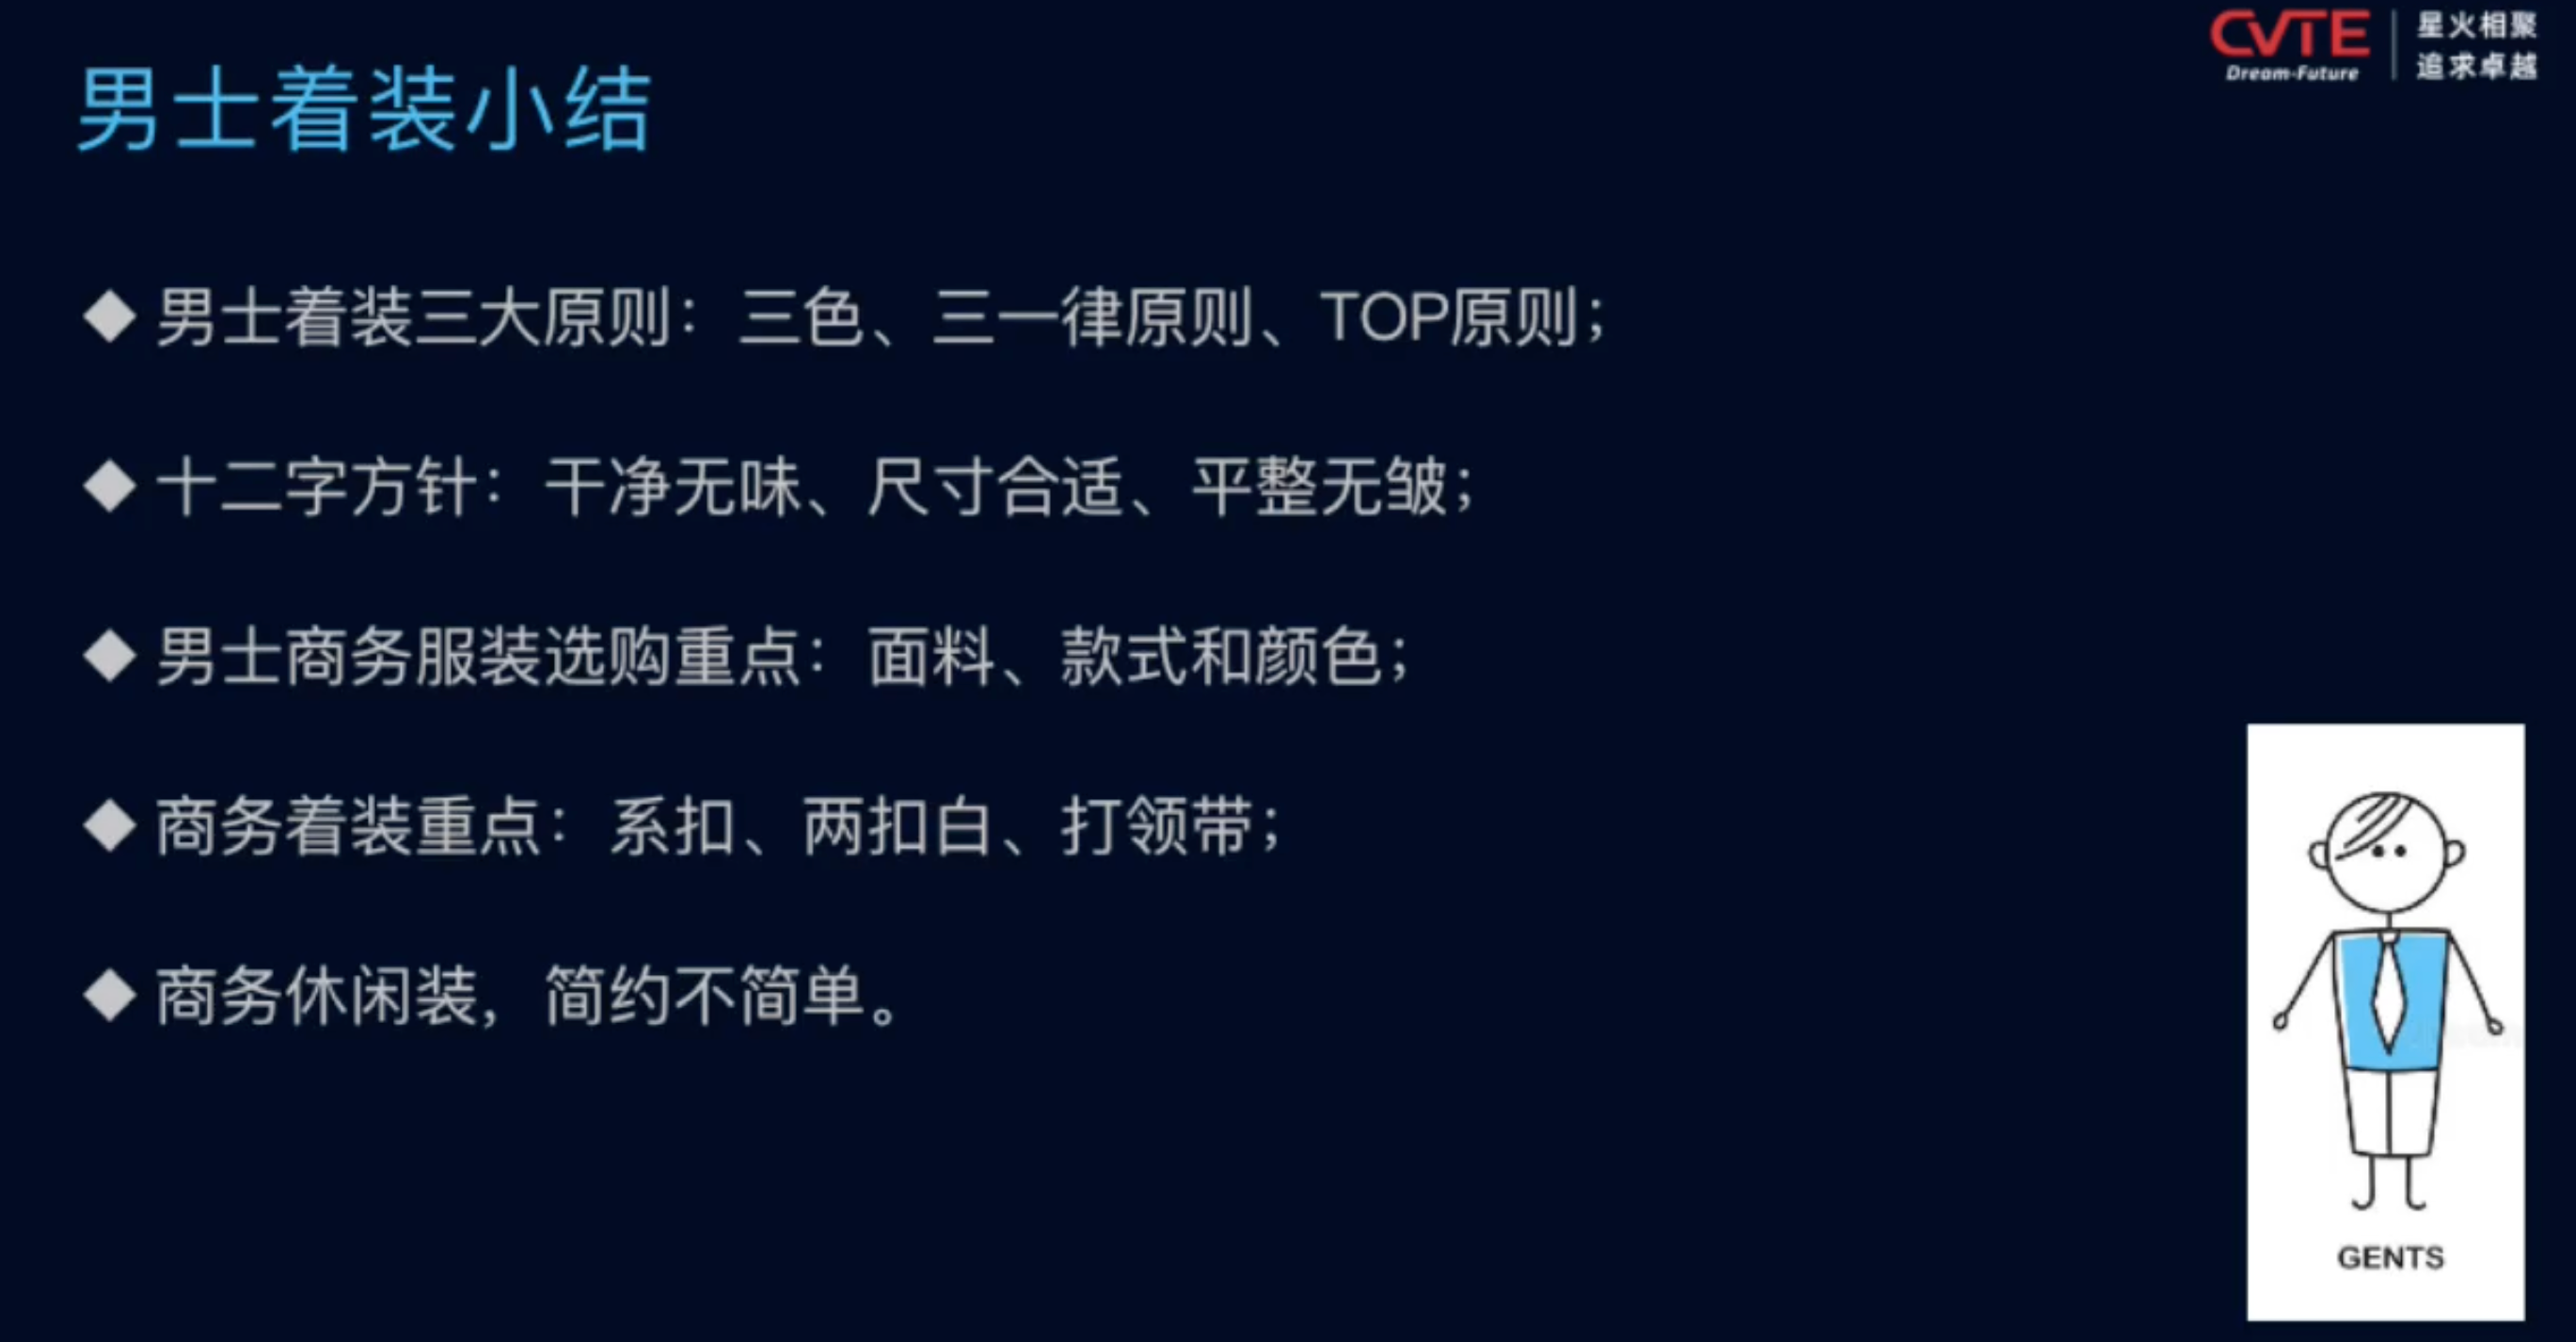 CVTE
Dream·Future
星火相聚
追求卓越
男士着装小结
◆ 男士着装三大原则：三色、三一律原则、TOP原则；
◆ 十二字方针：干净无味、尺寸合适、平整无皱；
◆ 男士商务服装选购重点：面料、款式和颜色；
◆ 商务着装重点：系扣、两扣白、打领带；
◆ 商务休闲装，简约不简单。
GENTS